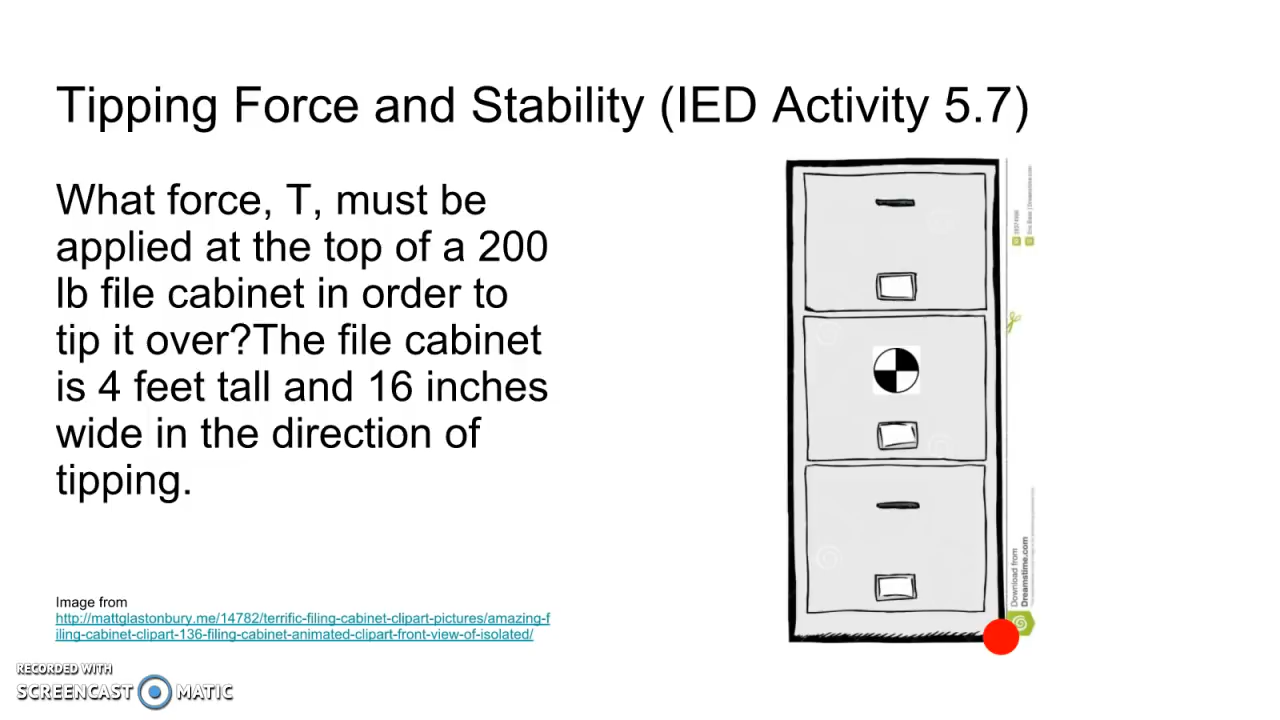 Tipping Force and Stability (IED Activity 5.7)
What force, T, must be
applied at the top of a 200
lb file cabinet in order to
tip it over?The file cabinet
is 4 feet tall and 16 inches
wide in the direction of
tipping.
Image from
http://mattglastonbury.me/14782/terrific-filing-cabinet-clipart-pictures/amazing-f
iling-cabinet-clipart-136-filing-cabinet-animated-clipart-front-view-of-isolated/
Download from
Dreamstime.com
RECORDED WITH
SCREENCAST MATIC